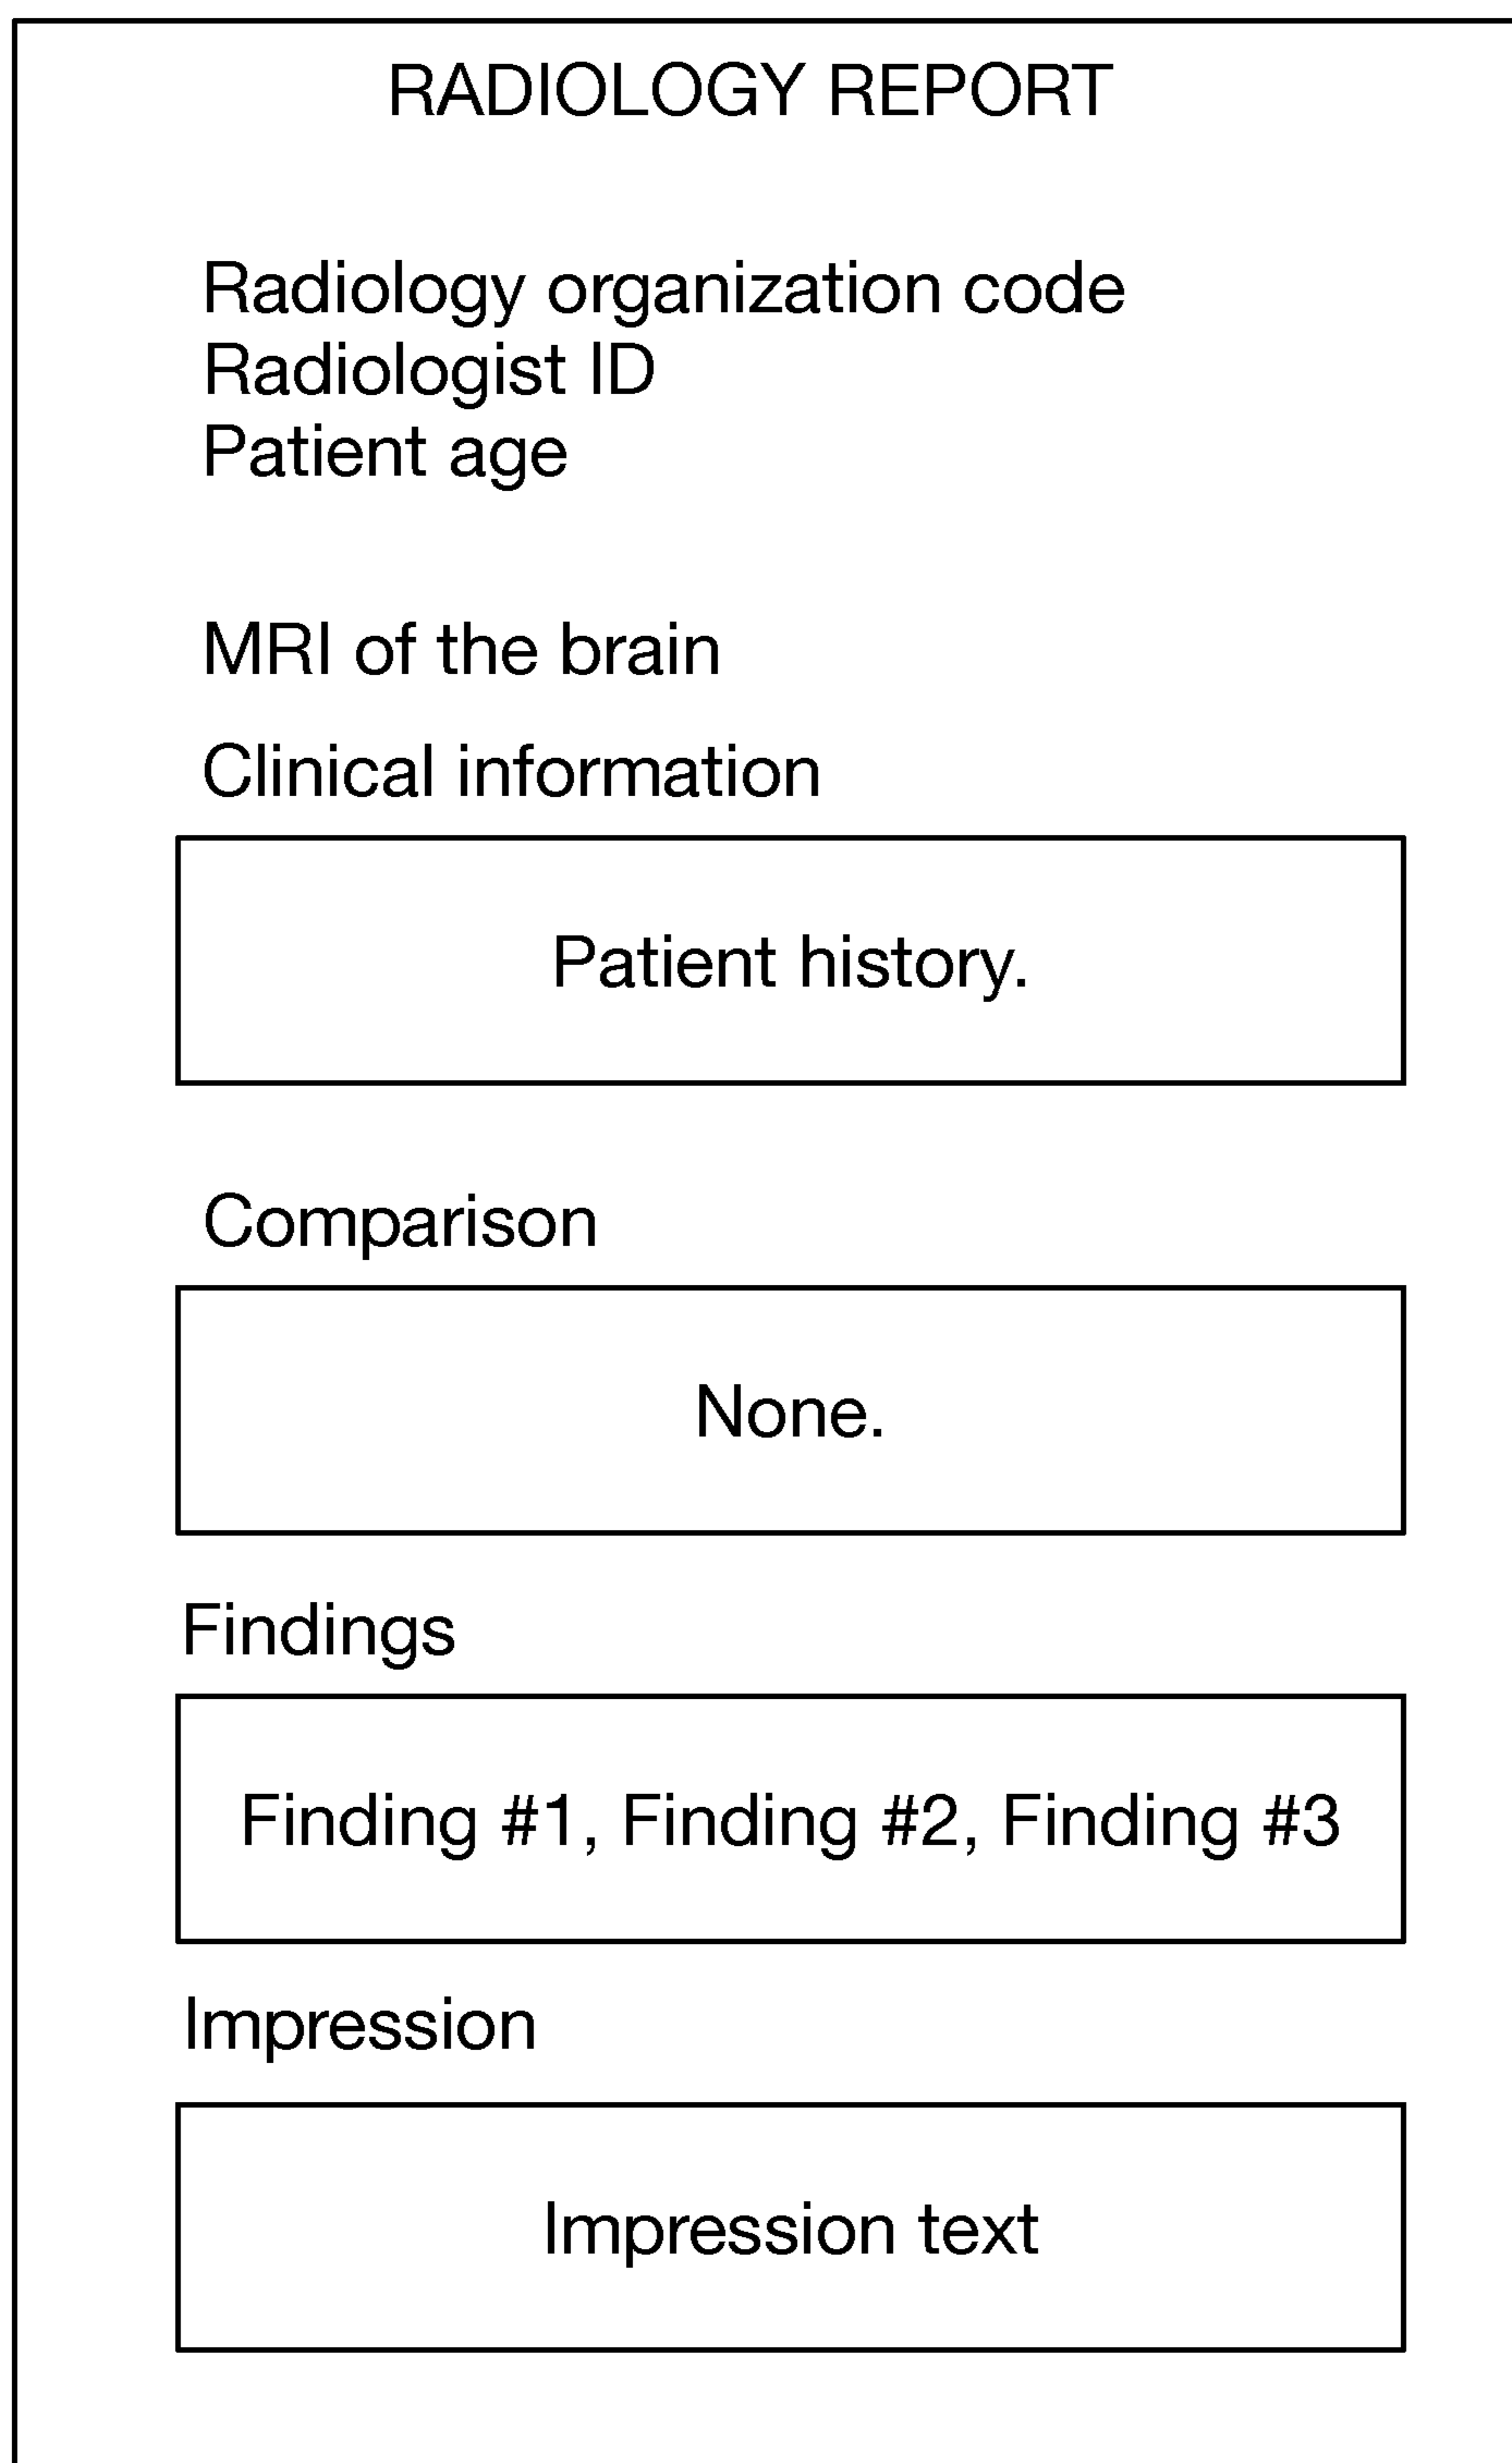 RADIOLOGY REPORT
Radiology organization code
Radiologist ID
Patient age
MRI of the brain
Clinical information
Patient history.
Comparison
None.
Findings
Finding #1, Finding #2, Finding #3
Impression
Impression text